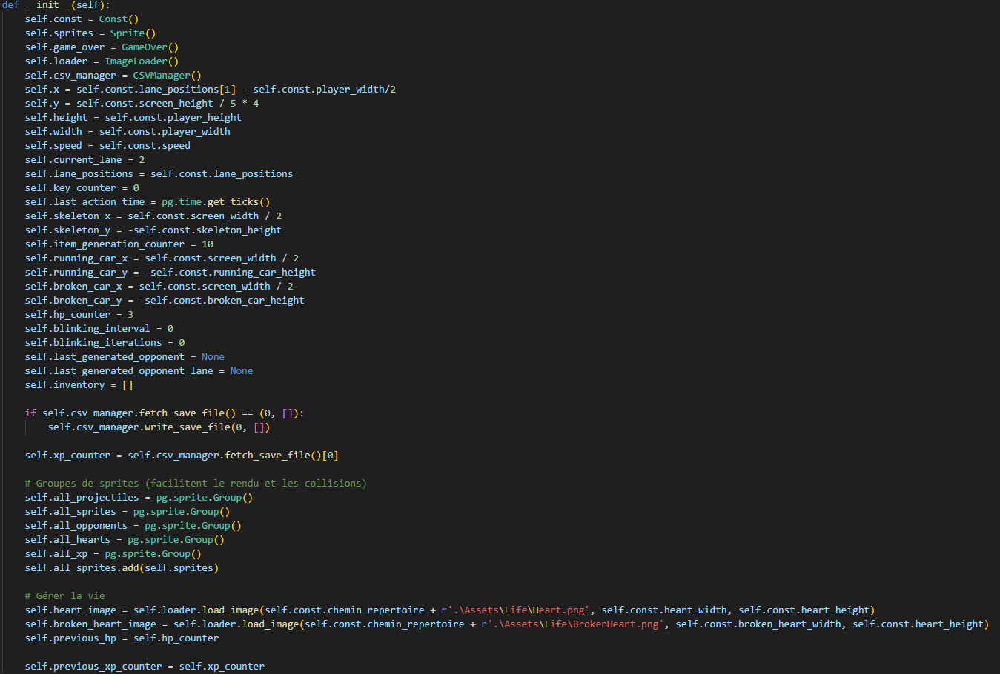 def __init__(self):
    self.const = Const()
    self.sprites = Sprite()
    self.game_over = GameOver()
    self.loader = ImageLoader()
    self.csv_manager = CSVManager()
    self.x = self.const.lane_positions[1] - self.const.player_width/2
    self.y = self.const.screen_height / 5 * 4
    self.height = self.const.player_height
    self.width = self.const.player_width
    self.speed = self.const.speed
    self.current_lane = 2
    self.lane_positions = self.const.lane_positions
    self.key_counter = 0
    self.last_action_time = pg.time.get_ticks()
    self.skeleton_x = self.const.screen_width / 2
    self.skeleton_y = -self.const.skeleton_height
    self.item_generation_counter = 10
    self.running_car_x = self.const.screen_width / 2
    self.running_car_y = -self.const.running_car_height
    self.broken_car_x = self.const.screen_width / 2
    self.broken_car_y = -self.const.broken_car_height
    self.hp_counter = 3
    self.blinking_interval = 0
    self.blinking_iterations = 0
    self.last_generated_opponent = None
    self.last_generated_opponent_lane = None
    self.inventory = []

    if self.csv_manager.fetch_save_file() == (0, []):
        self.csv_manager.write_save_file(0, [])

    self.xp_counter = self.csv_manager.fetch_save_file()[0]

    # Groupes de sprites (facilitent le rendu et les collisions)
    self.all_projectiles = pg.sprite.Group()
    self.all_sprites = pg.sprite.Group()
    self.all_opponents = pg.sprite.Group()
    self.all_hearts = pg.sprite.Group()
    self.all_xp = pg.sprite.Group()
    self.all_sprites.add(self.sprites)

    # Gérer la vie
    self.heart_image = self.loader.load_image(self.const.chemin_repertoire + r'.\Assets\Life\Heart.png', self.const.heart_width, self.const.heart_height)
    self.broken_heart_image = self.loader.load_image(self.const.chemin_repertoire + r'.\Assets\Life\BrokenHeart.png', self.const.broken_heart_width, self.const.heart_height)
    self.previous_hp = self.hp_counter

    self.previous_xp_counter = self.xp_counter